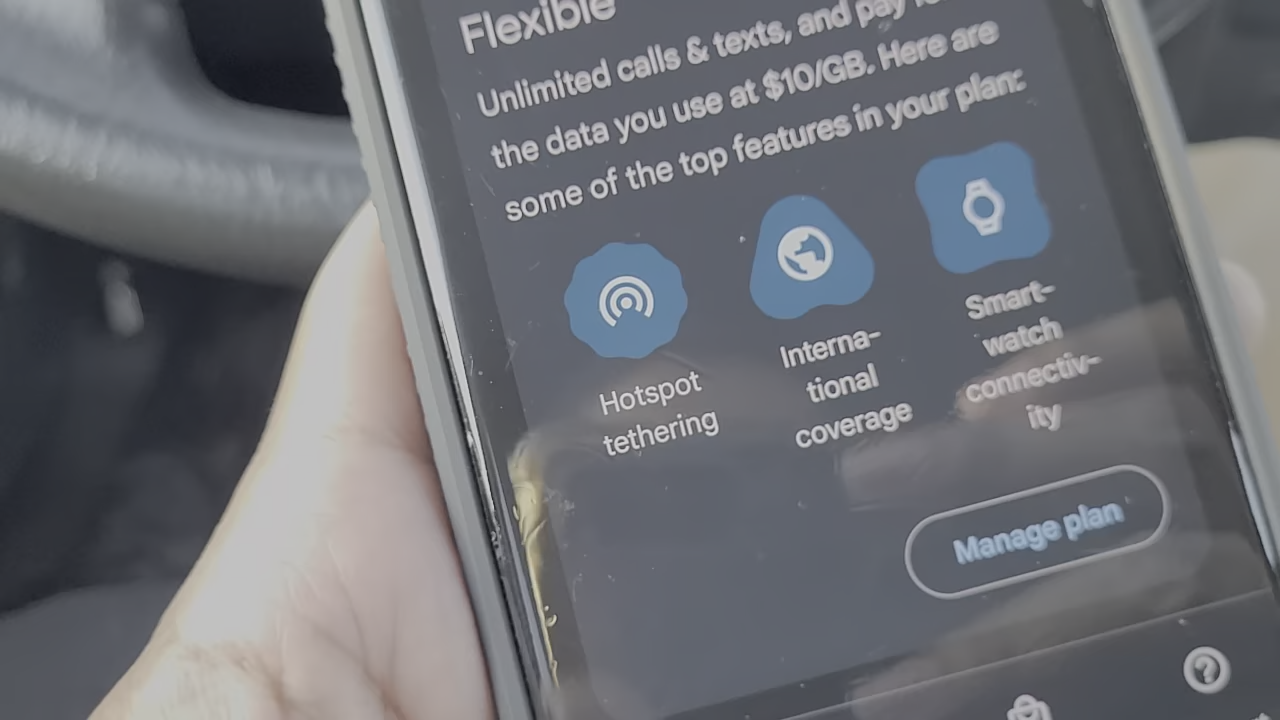 Flexible
Unlimited calls & texts, and pay
the data you use at $10/GB. Here are
some of the top features in your plan:
Hotspot
tethering
Interna-
tional
coverage
Smart-
watch
connectiv-
ity
Manage plan